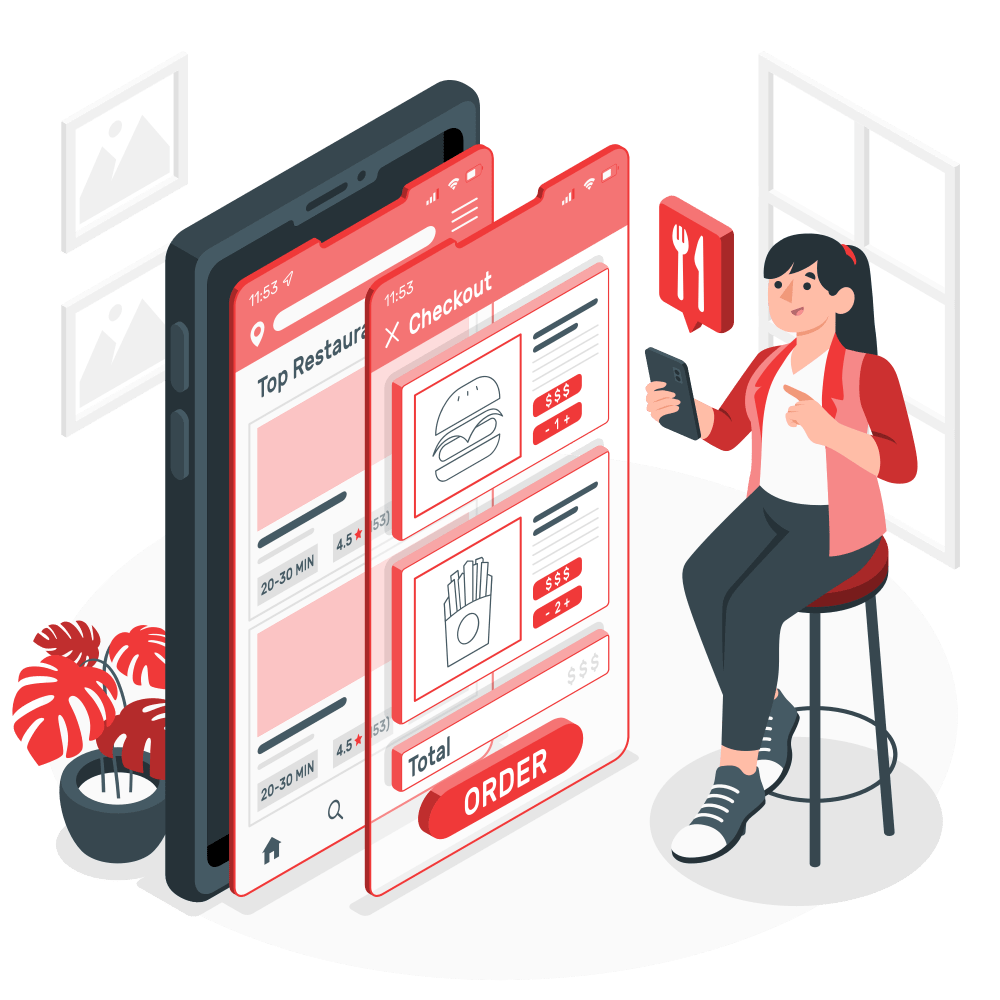 11:53
Top Restaura
20-30 MIN
4.5★ 53)
20-30 MIN
4.5★ 53)
11:53
X Checkout
$$$
- 1 +
$$$
- 2 +
Total $$$
ORDER